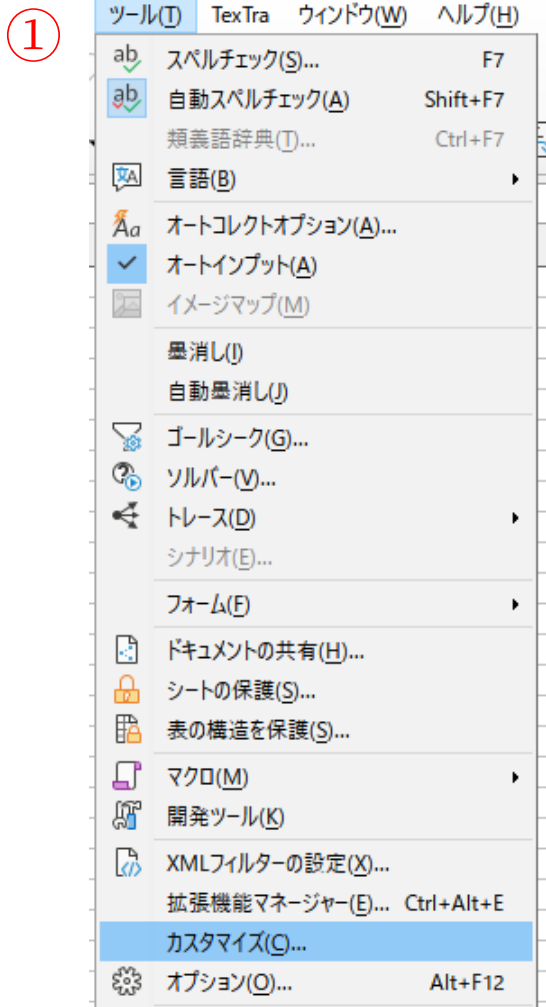 ①
ツール(T) TexTra ウィンドウ(W) ヘルプ(H)
スペルチェック(S)... F7
自動スペルチェック(A) Shift+F7
類義語辞典(T)... Ctrl+F7
言語(B)
オートコレクトオプション(A)...
オートインプット(A)
イメージマップ(M)
墨消し(I)
自動墨消し(J)
ゴールシーク(G)...
ソルバー(V)...
トレース(D)
シナリオ(E)...
フォーム(F)
ドキュメントの共有(H)...
シートの保護(S)...
表の構造を保護(S)...
マクロ(M)
開発ツール(K)
XMLフィルターの設定(X)...
拡張機能マネージャー(E)... Ctrl+Alt+E
カスタマイズ(C)...
オプション(O)... Alt+F12